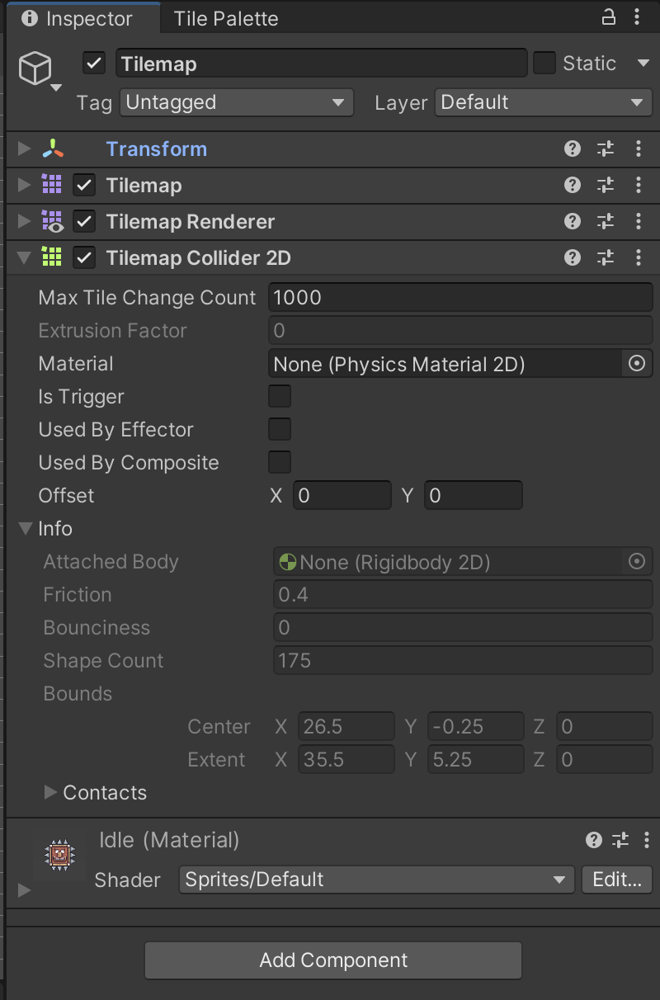 Inspector Tile Palette
Tilemap Static
Tag Untagged Layer Default
Transform
Tilemap
Tilemap Renderer
Tilemap Collider 2D
Max Tile Change Count 1000
Extrusion Factor 0
Material None (Physics Material 2D)
Is Trigger
Used By Effector
Used By Composite
Offset X 0 Y 0
Info
Attached Body None (Rigidbody 2D)
Friction 0.4
Bounciness 0
Shape Count 175
Bounds
Center X 26.5 Y -0.25 Z 0
Extent X 35.5 Y 5.25 Z 0
Contacts
Idle (Material)
Shader Sprites/Default Edit...
Add Component